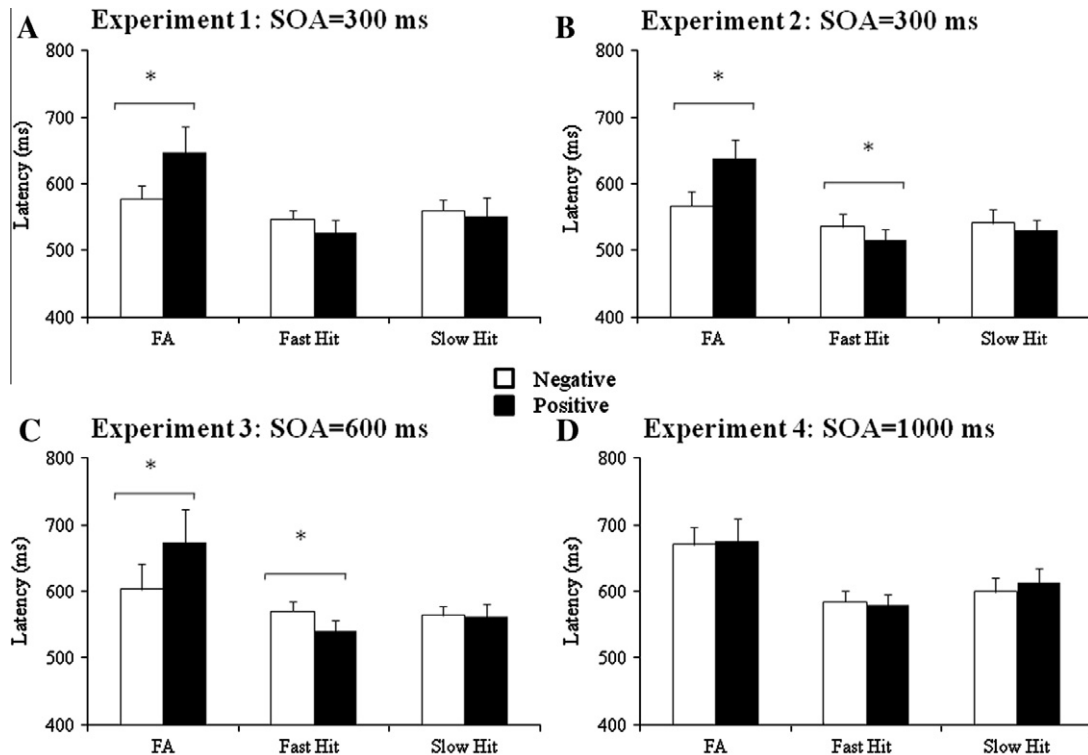 A Experiment 1: SOA=300 ms
800
700
600
500
400
Latency (ms)
*
FA
Fast Hit
Slow Hit
B Experiment 2: SOA=300 ms
800
700
600
500
400
Latency (ms)
*
*
FA
Fast Hit
Slow Hit
Negative
Positive
C Experiment 3: SOA=600 ms
800
700
600
500
400
Latency (ms)
*
*
FA
Fast Hit
Slow Hit
D Experiment 4: SOA=1000 ms
800
700
600
500
400
Latency (ms)
FA
Fast Hit
Slow Hit